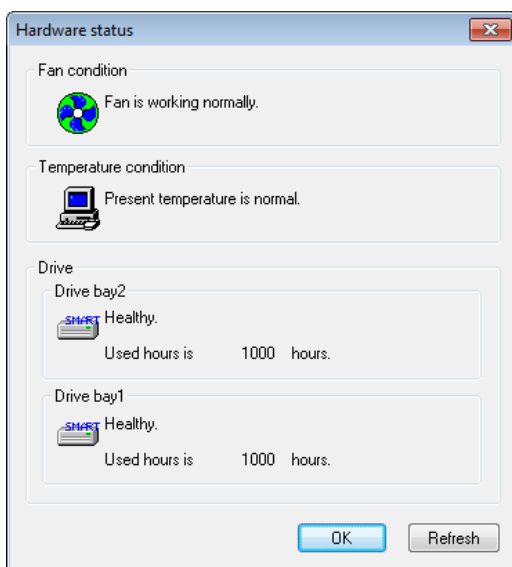 Hardware status
Fan condition
Fan is working normally.
Temperature condition
Present temperature is normal.
Drive
Drive bay2
SMART Healthy.
Used hours is 1000 hours.
Drive bay1
SMART Healthy.
Used hours is 1000 hours.
OK Refresh